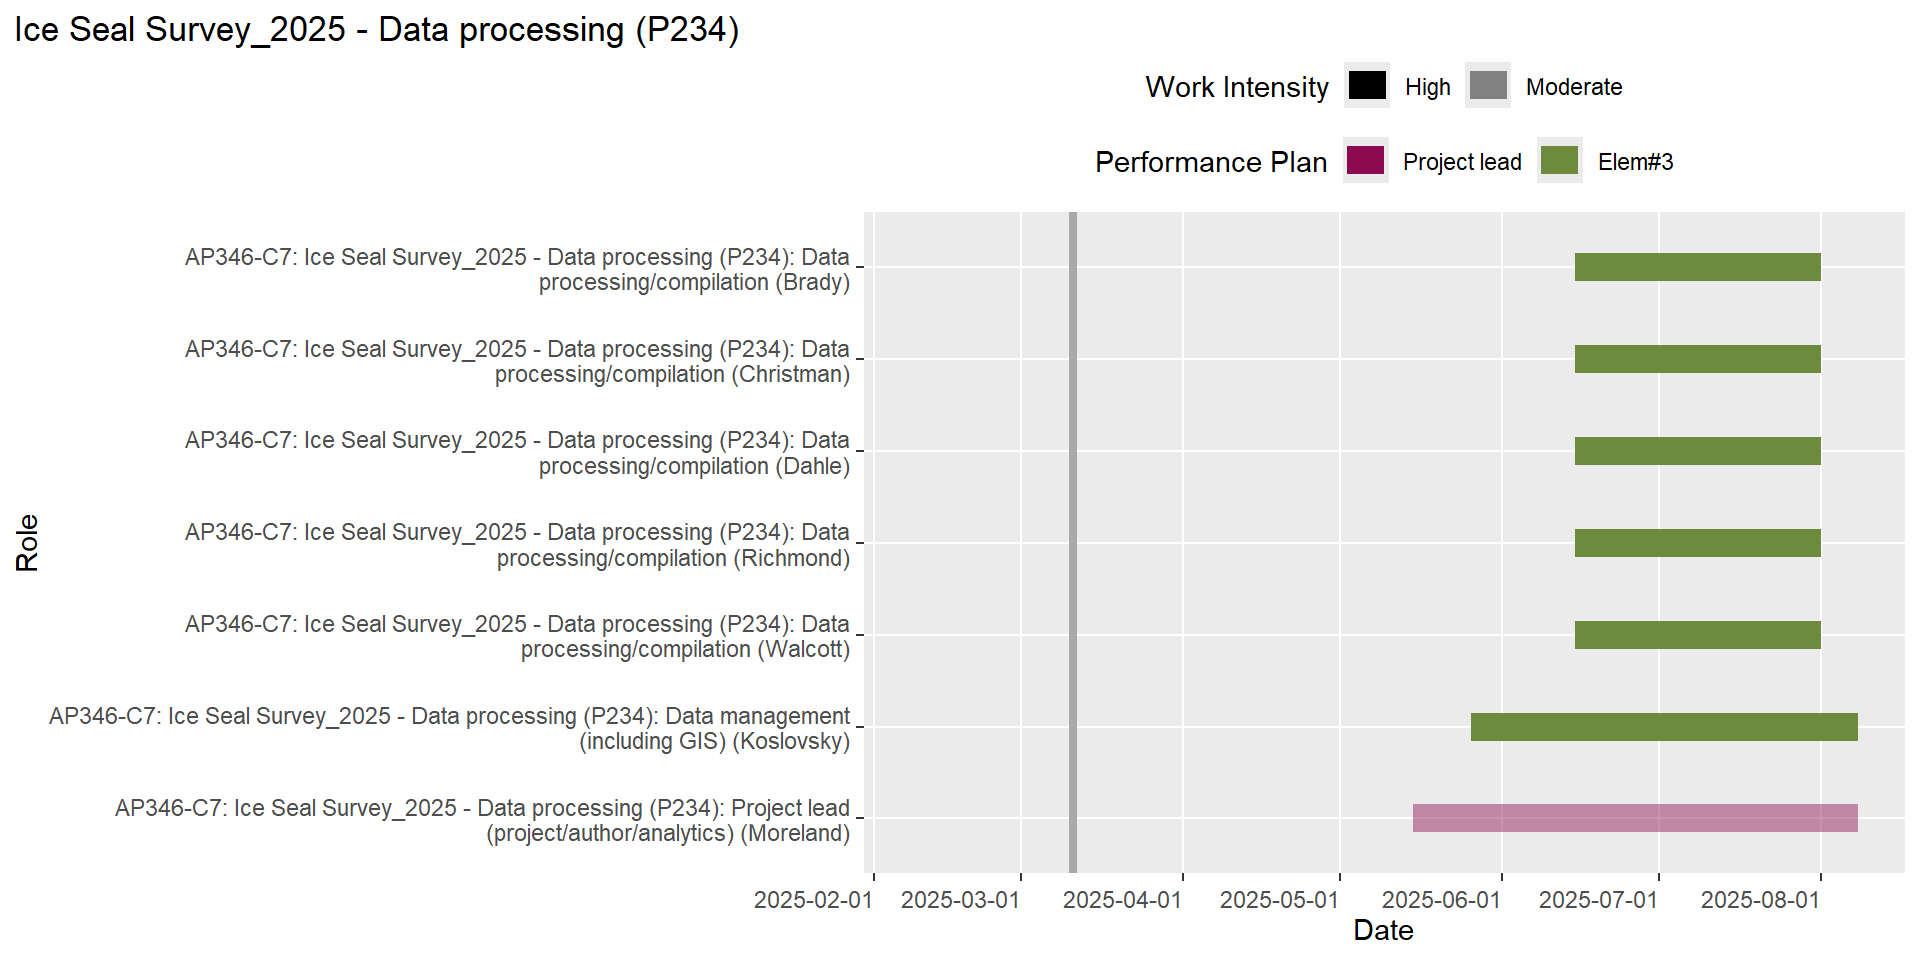 Ice Seal Survey_2025 - Data processing (P234)
Work Intensity High Moderate
Performance Plan Project lead Elem#3
AP346-C7: Ice Seal Survey_2025 - Data processing (P234): Data
processing/compilation (Brady)
AP346-C7: Ice Seal Survey_2025 - Data processing (P234): Data
processing/compilation (Christman)
AP346-C7: Ice Seal Survey_2025 - Data processing (P234): Data
processing/compilation (Dahle)
AP346-C7: Ice Seal Survey_2025 - Data processing (P234): Data
processing/compilation (Richmond)
AP346-C7: Ice Seal Survey_2025 - Data processing (P234): Data
processing/compilation (Walcott)
AP346-C7: Ice Seal Survey_2025 - Data processing (P234): Data management
(including GIS) (Koslovsky)
AP346-C7: Ice Seal Survey_2025 - Data processing (P234): Project lead
(project/author/analytics) (Moreland)
Role
2025-02-01 2025-03-01 2025-04-01 2025-05-01 2025-06-01 2025-07-01 2025-08-01
Date